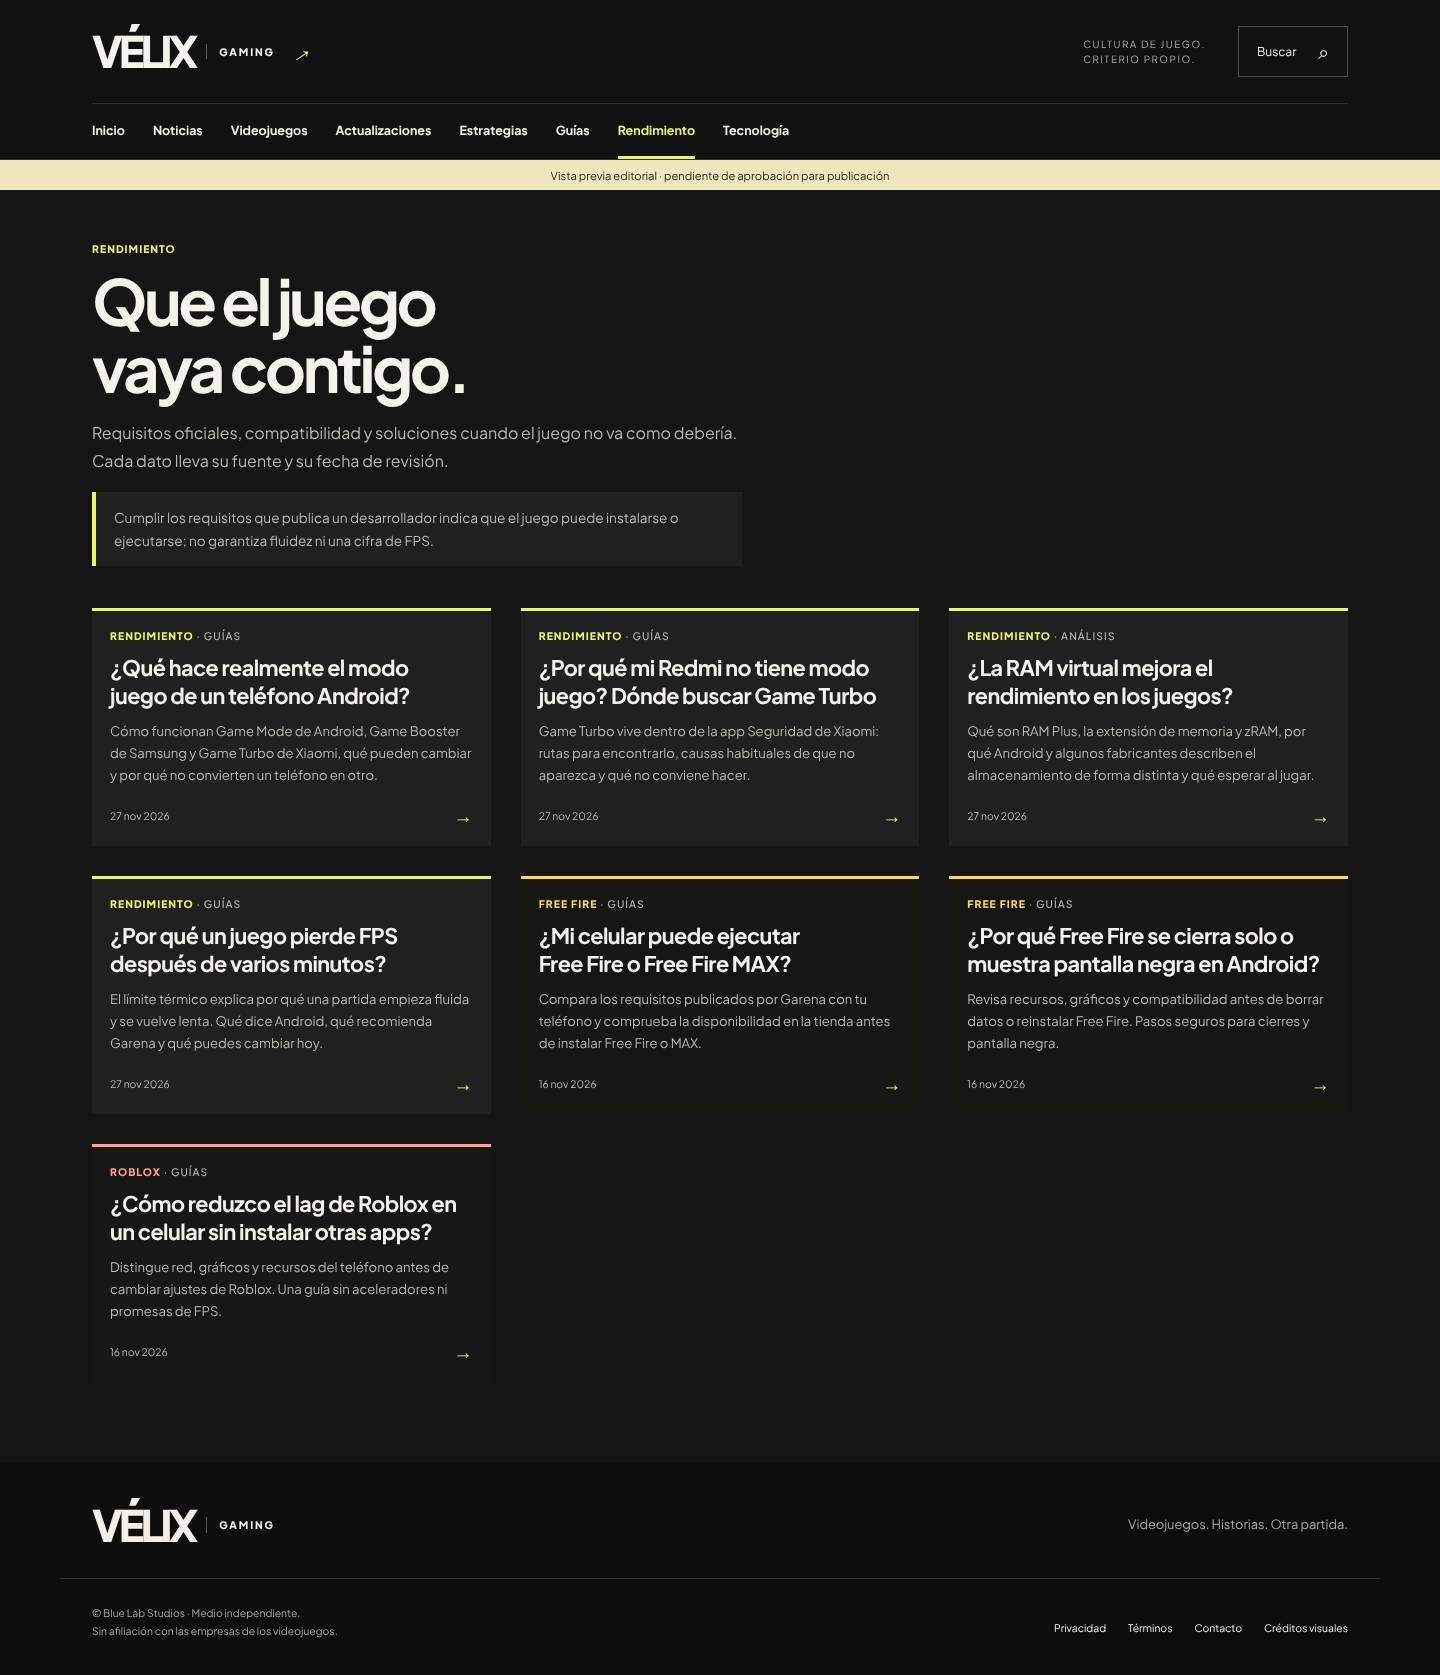 VÉLIX GAMING
CULTURA DE JUEGO.
CRITERIO PROPIO.
Buscar
Inicio Noticias Videojuegos Actualizaciones Estrategias Guías Rendimiento Tecnología
Vista previa editorial · pendiente de aprobación para publicación
RENDIMIENTO
Que el juego
vaya contigo.
Requisitos oficiales, compatibilidad y soluciones cuando el juego no va como debería.
Cada dato lleva su fuente y su fecha de revisión.
Cumplir los requisitos que publica un desarrollador indica que el juego puede instalarse o
ejecutarse; no garantiza fluidez ni una cifra de FPS.
RENDIMIENTO · GUÍAS
¿Qué hace realmente el modo
juego de un teléfono Android?
Cómo funcionan Game Mode de Android, Game Booster
de Samsung y Game Turbo de Xiaomi, qué pueden cambiar
y por qué no convierten un teléfono en otro.
27 nov 2026 →
RENDIMIENTO · GUÍAS
¿Por qué mi Redmi no tiene modo
juego? Dónde buscar Game Turbo
Game Turbo vive dentro de la app Seguridad de Xiaomi:
rutas para encontrarlo, causas habituales de que no
aparezca y qué no conviene hacer.
27 nov 2026 →
RENDIMIENTO · ANÁLISIS
¿La RAM virtual mejora el
rendimiento en los juegos?
Qué son RAM Plus, la extensión de memoria y zRAM, por
qué Android y algunos fabricantes describen el
almacenamiento de forma distinta y qué esperar al jugar.
27 nov 2026 →
RENDIMIENTO · GUÍAS
¿Por qué un juego pierde FPS
después de varios minutos?
El límite térmico explica por qué una partida empieza fluida
y se vuelve lenta. Qué dice Android, qué recomienda
Garena y qué puedes cambiar hoy.
27 nov 2026 →
FREE FIRE · GUÍAS
¿Mi celular puede ejecutar
Free Fire o Free Fire MAX?
Compara los requisitos publicados por Garena con tu
teléfono y comprueba la disponibilidad en la tienda antes
de instalar Free Fire o MAX.
16 nov 2026 →
FREE FIRE · GUÍAS
¿Por qué Free Fire se cierra solo o
muestra pantalla negra en Android?
Revisa recursos, gráficos y compatibilidad antes de borrar
datos o reinstalar Free Fire. Pasos seguros para cierres y
pantalla negra.
16 nov 2026 →
ROBLOX · GUÍAS
¿Cómo reduzco el lag de Roblox en
un celular sin instalar otras apps?
Distingue red, gráficos y recursos del teléfono antes de
cambiar ajustes de Roblox. Una guía sin aceleradores ni
promesas de FPS.
16 nov 2026 →
VÉLIX GAMING
Videojuegos. Historias. Otra partida.
© Blue Lab Studios · Medio independiente.
Sin afiliación con las empresas de los videojuegos.
Privacidad Términos Contacto Créditos visuales